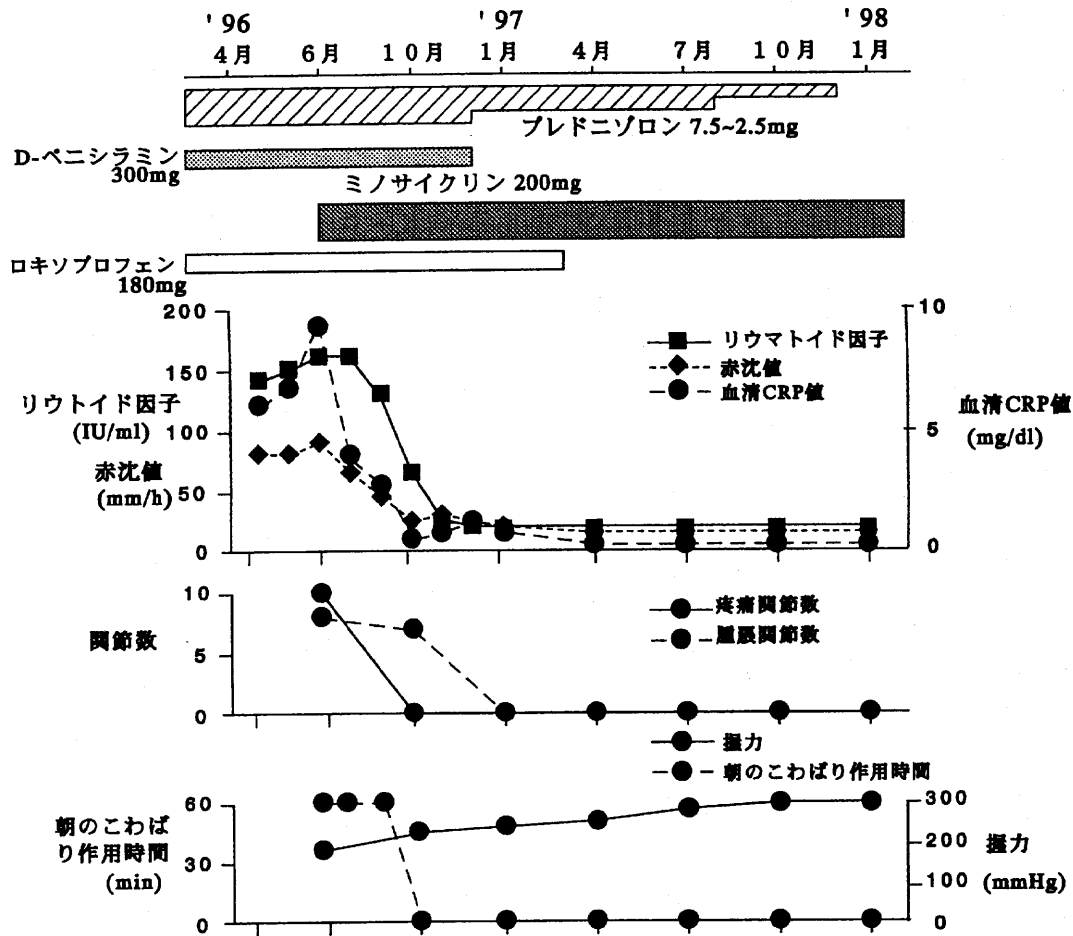 '96 '97 '98
4月 6月 10月 1月 4月 7月 10月 1月
プレドニゾロン 7.5~2.5mg
D-ペニシラミン
300mg
ミノサイクリン 200mg
ロキソプロフェン
180mg
200
150
100
50
0
リウトイド因子
(IU/ml)
赤沈値
(mm/h)
リウマトイド因子
赤沈値
血清CRP値
10
5
0
血清CRP値
(mg/dl)
10
5
0
関節数
疼痛関節数
腫脹関節数
握力
朝のこわばり作用時間
60
30
0
朝のこわば
り作用時間
(min)
300
200
100
0
握力
(mmHg)